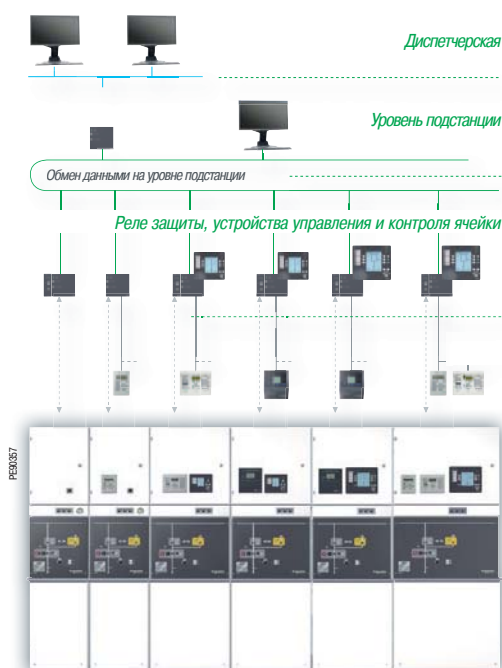 Диспетчерская
Уровень подстанции
Обмен данными на уровне подстанции
Реле защиты, устройства управления и контроля ячейки
PE90357